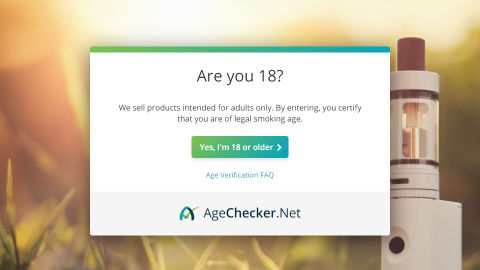 Are you 18?
We sell products intended for adults only. By entering, you certify
that you are of legal smoking age.
Yes, I'm 18 or older
Age Verification FAQ
AgeChecker.Net